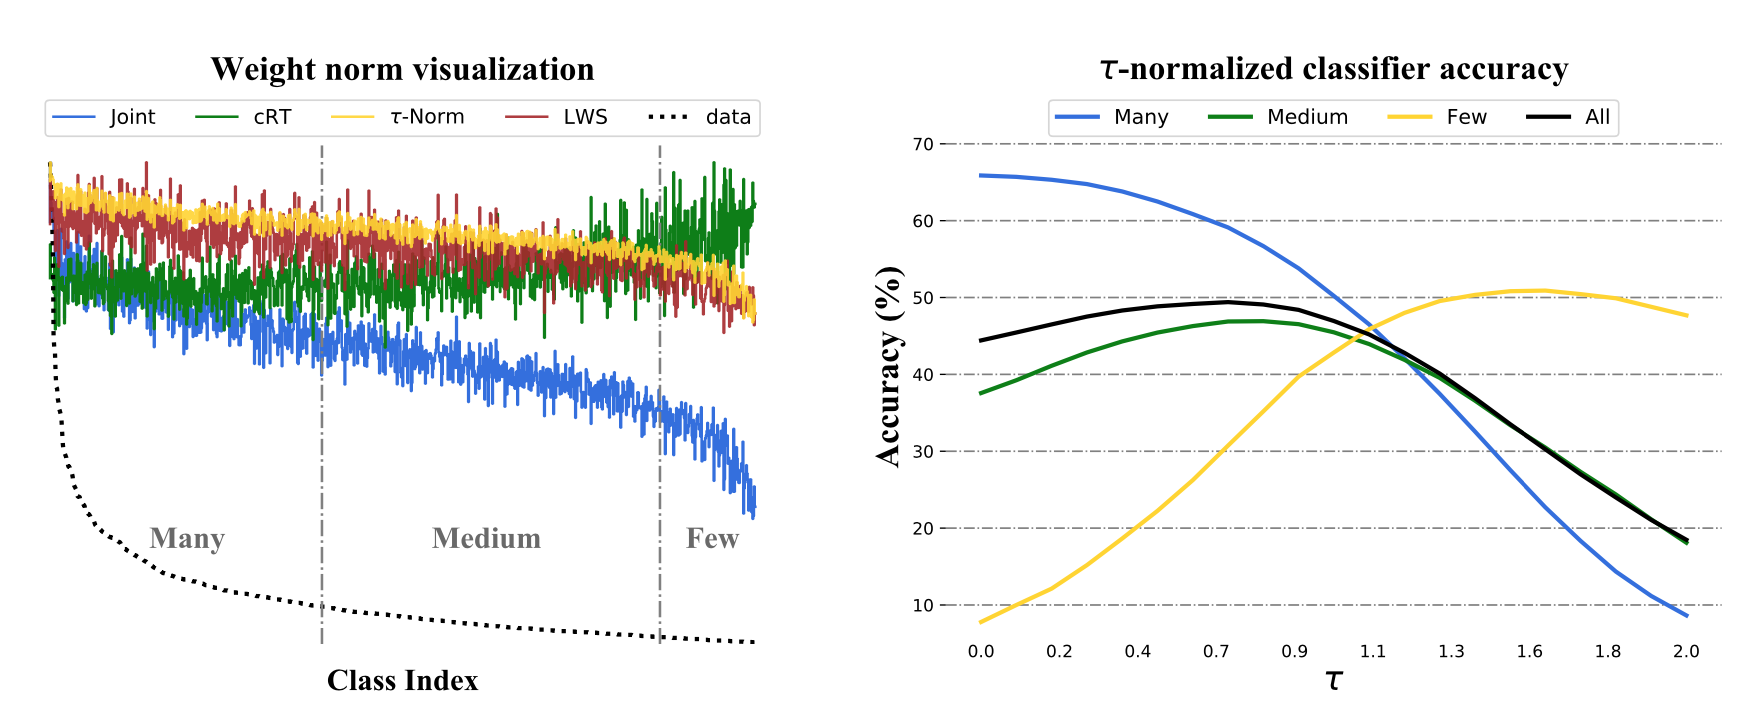 Weight norm visualization
Joint cRT τ-Norm LWS data
Many Medium Few
Class Index
τ-normalized classifier accuracy
Many Medium Few All
Accuracy (%)
70
60
50
40
30
20
10
0.0 0.2 0.4 0.7 0.9 1.1 1.3 1.6 1.8 2.0
τ